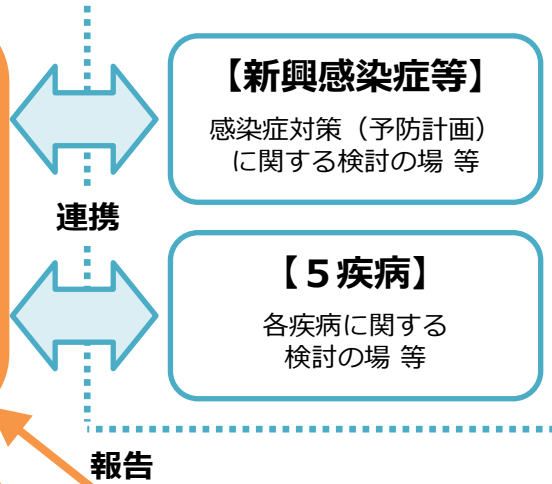 【新興感染症等】
感染症対策（予防計画）
に関する検討の場 等
連携
【５疾病】
各疾病に関する
検討の場 等
報告